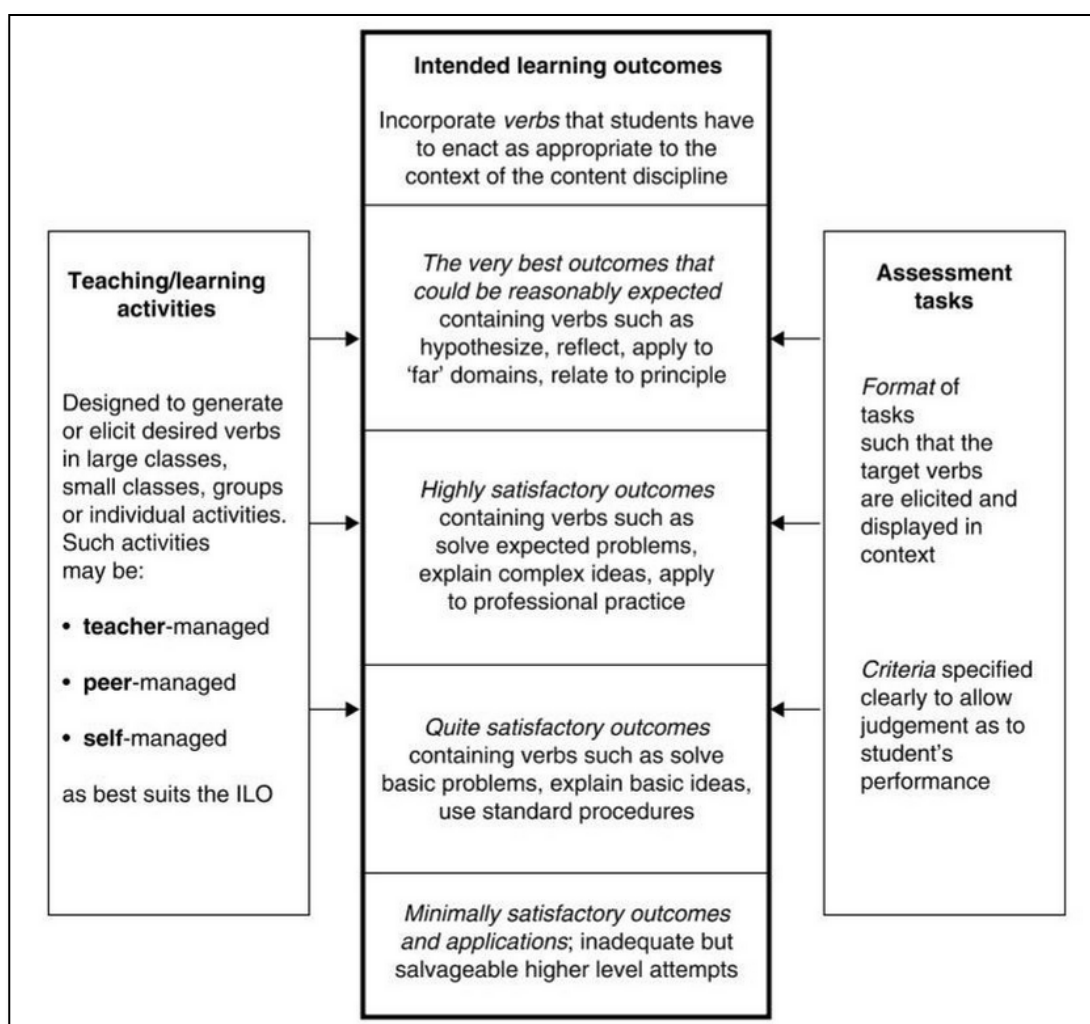 Intended learning outcomes
Incorporate verbs that students have
to enact as appropriate to the
context of the content discipline
Teaching/learning
activities
Designed to generate
or elicit desired verbs
in large classes,
small classes, groups
or individual activities.
Such activities
may be:
• teacher-managed
• peer-managed
• self-managed
as best suits the ILO
The very best outcomes that
could be reasonably expected
containing verbs such as
hypothesize, reflect, apply to
‘far’ domains, relate to principle
Highly satisfactory outcomes
containing verbs such as
solve expected problems,
explain complex ideas, apply
to professional practice
Quite satisfactory outcomes
containing verbs such as solve
basic problems, explain basic ideas,
use standard procedures
Minimally satisfactory outcomes
and applications; inadequate but
salvageable higher level attempts
Assessment
tasks
Format of
tasks
such that the
target verbs
are elicited and
displayed in
context
Criteria specified
clearly to allow
judgement as to
student’s
performance